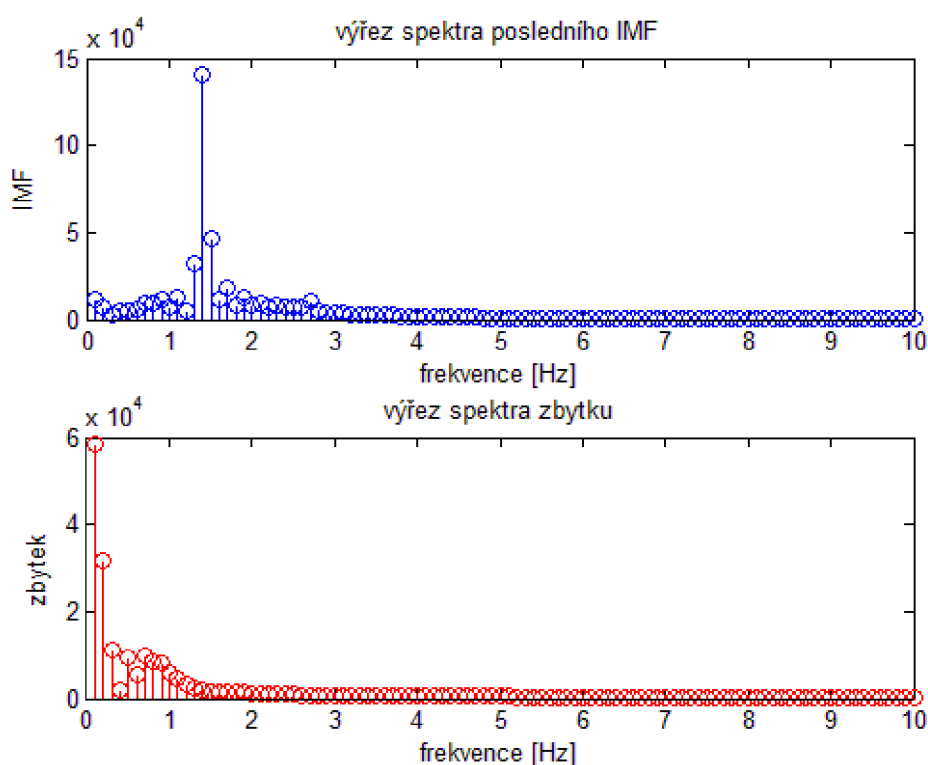 výřez spektra posledního IMF
x 10^4
15
10
5
0
IMF
0 1 2 3 4 5 6 7 8 9 10
frekvence [Hz]
výřez spektra zbytku
x 10^4
6
4
2
0
zbytek
0 1 2 3 4 5 6 7 8 9 10
frekvence [Hz]